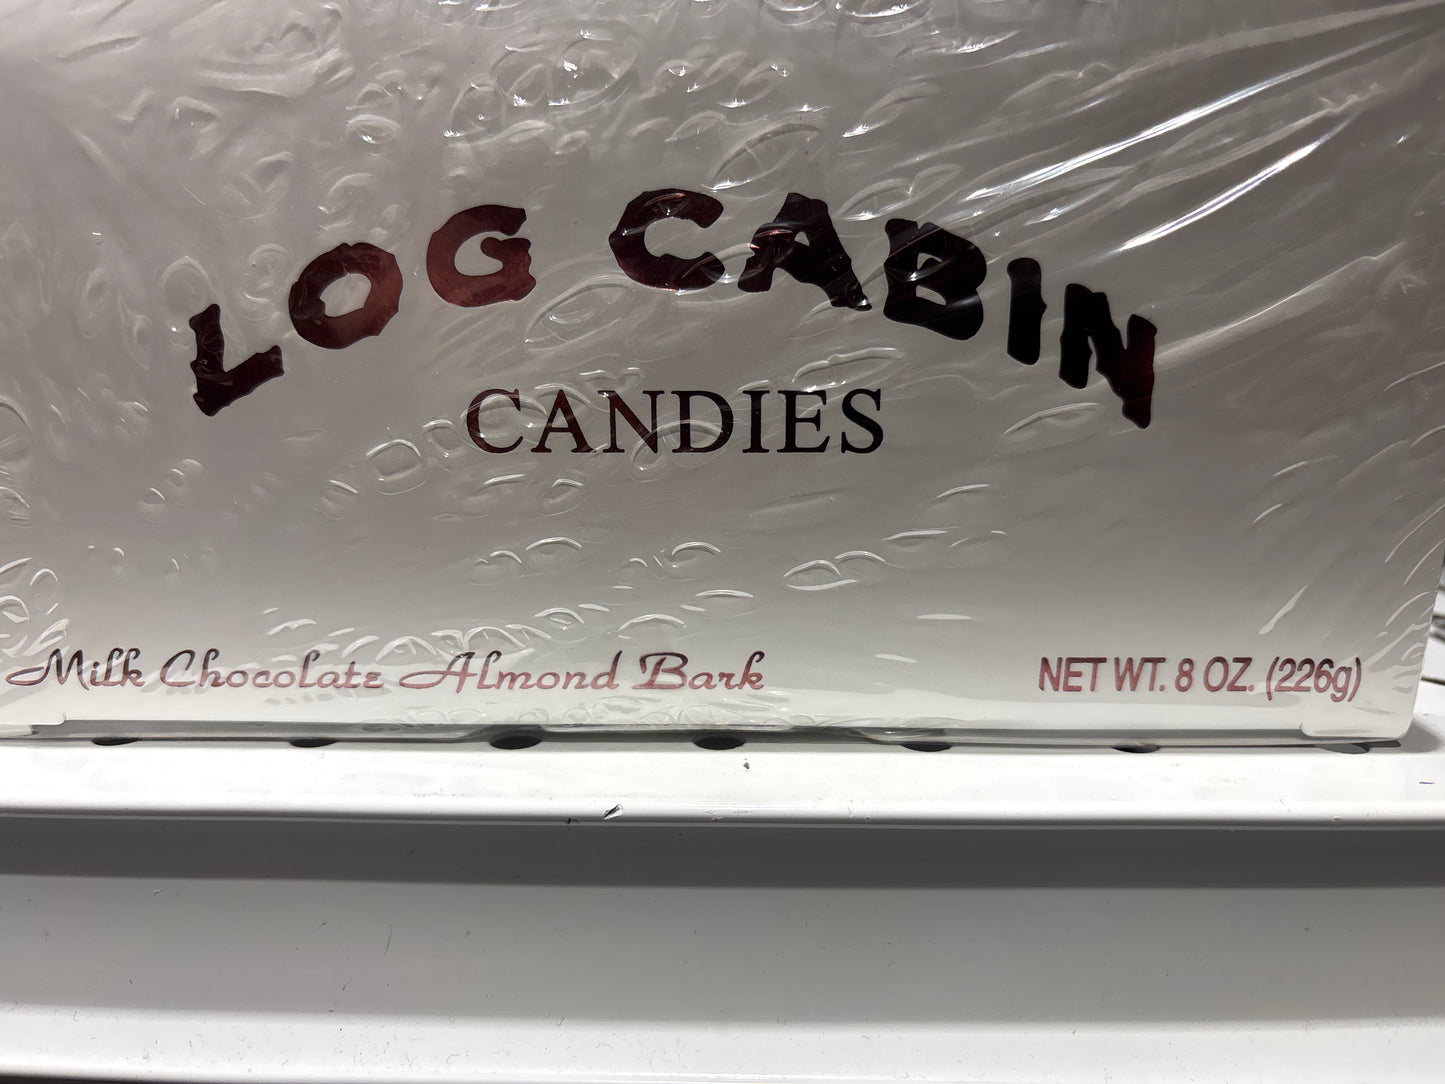 LOG CABIN
CANDIES
Milk Chocolate Almond Bark
NET WT. 8 OZ. (226g)